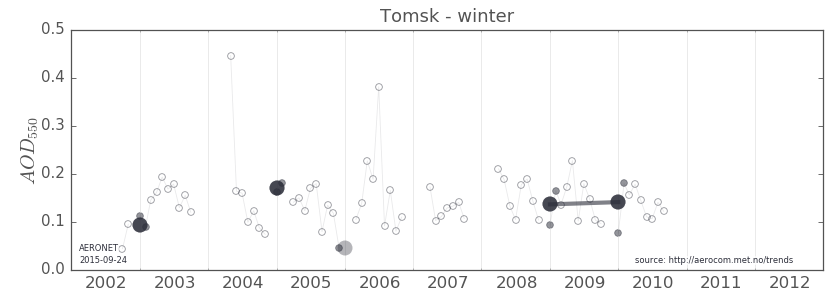 Tomsk - winter
0.5
0.4
0.3
0.2
0.1
0.0
AOD550
AERONET
2015-09-24
source: http://aerocom.met.no/trends
2002 2003 2004 2005 2006 2007 2008 2009 2010 2011 2012